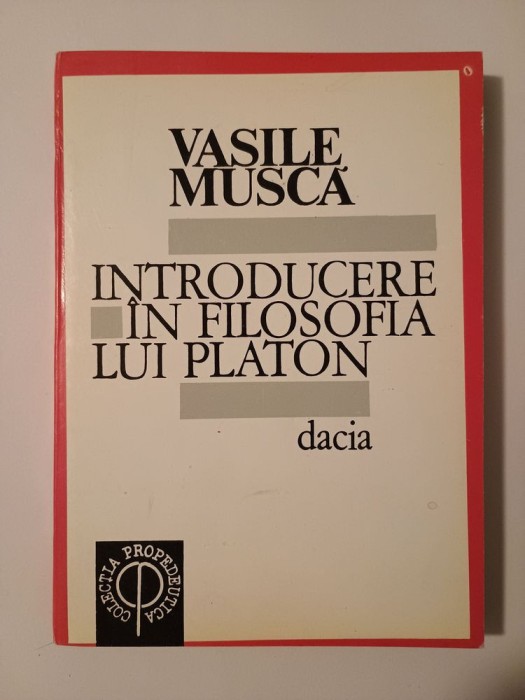 VASILE
MUSCĂ
INTRODUCERE
ÎN FILOSOFIA
LUI PLATON
dacia
COLECȚIA PROPEDEUTICA